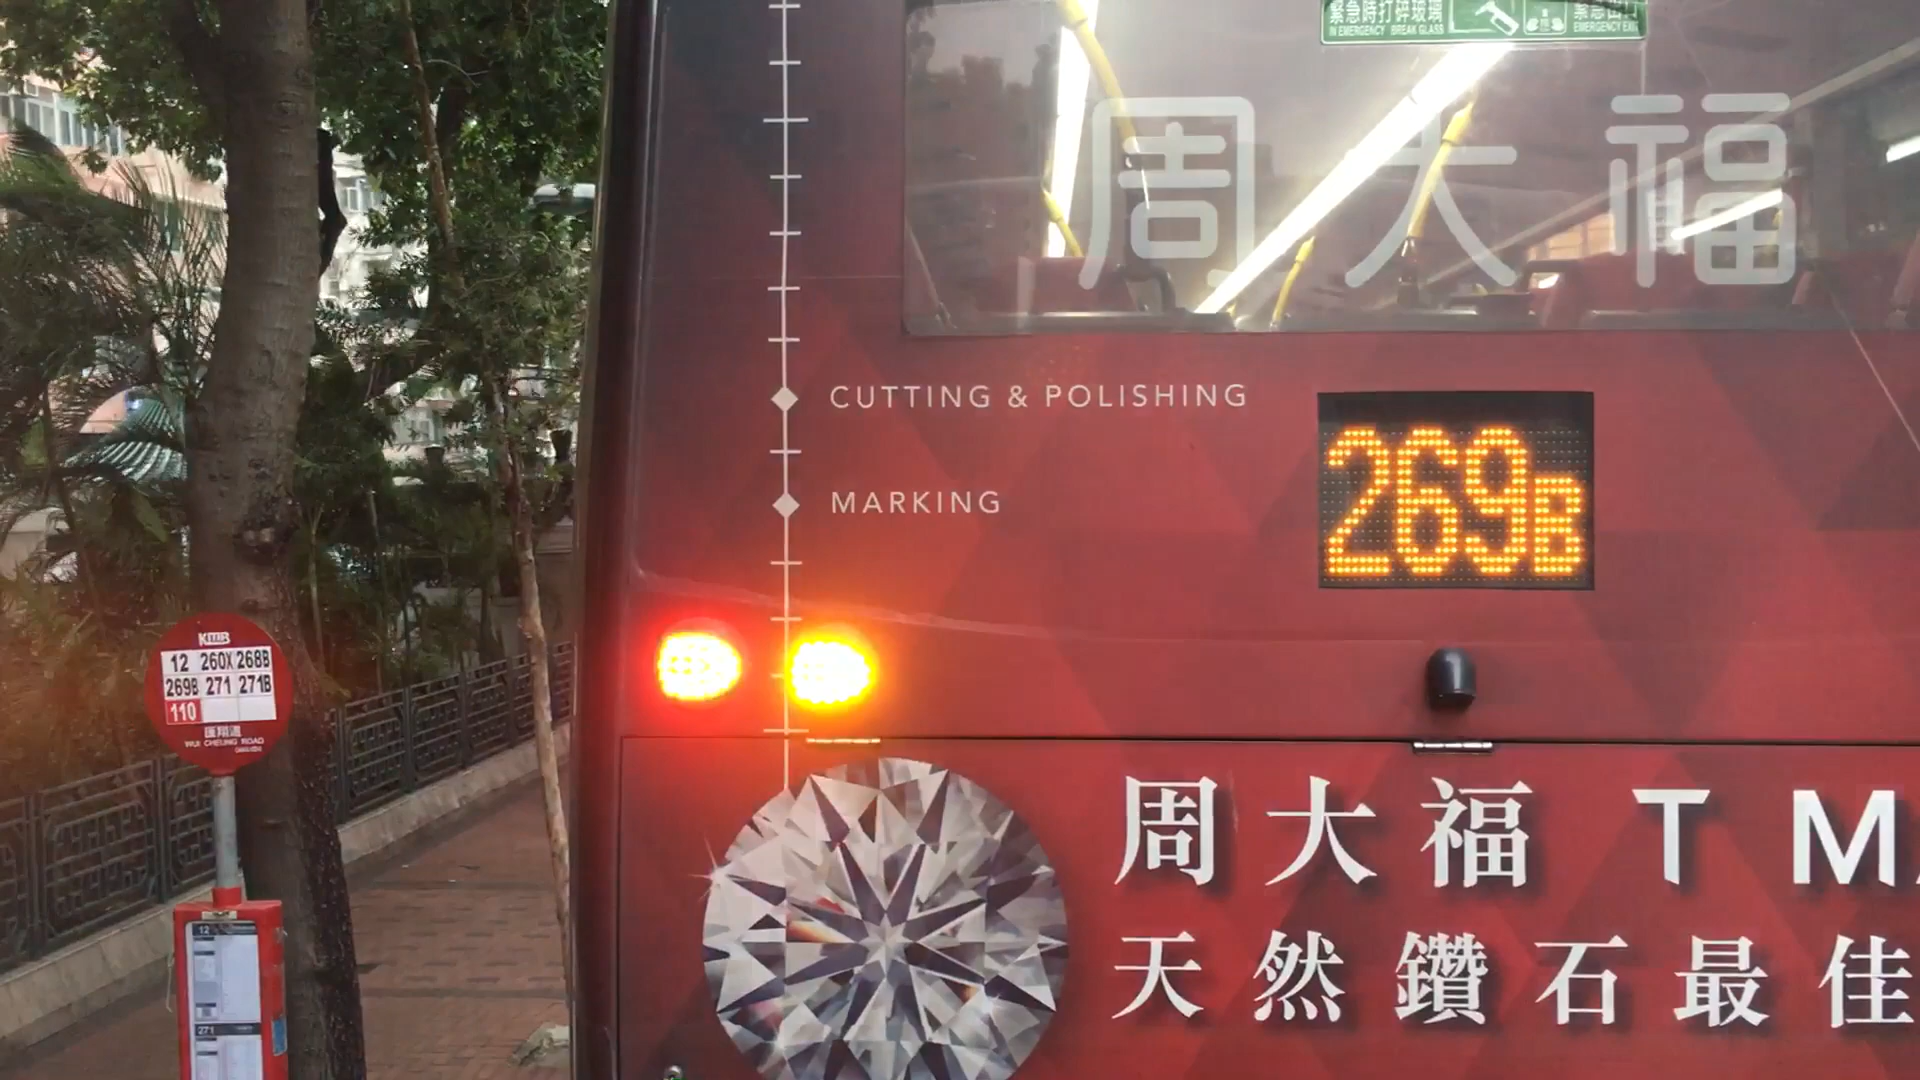 緊急時打碎玻璃
IN EMERGENCY BREAK GLASS
緊急出口
EMERGENCY EXIT
周大福
CUTTING & POLISHING
269B
MARKING
KMB
12 260X 268B
269B 271 271B
110
匯翔道
WUI CHEUNG ROAD
周大福 T M
天然鑽石最佳
12
271